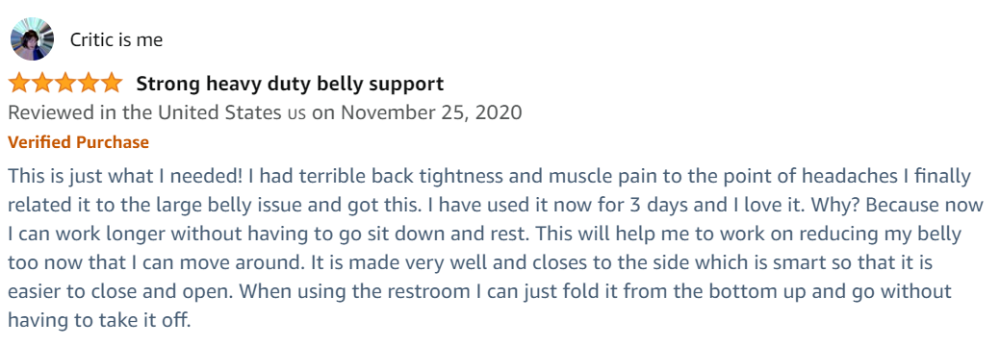 Critic is me
Strong heavy duty belly support
Reviewed in the United States us on November 25, 2020
Verified Purchase
This is just what I needed! I had terrible back tightness and muscle pain to the point of headaches I finally
related it to the large belly issue and got this. I have used it now for 3 days and I love it. Why? Because now
I can work longer without having to go sit down and rest. This will help me to work on reducing my belly
too now that I can move around. It is made very well and closes to the side which is smart so that it is
easier to close and open. When using the restroom I can just fold it from the bottom up and go without
having to take it off.